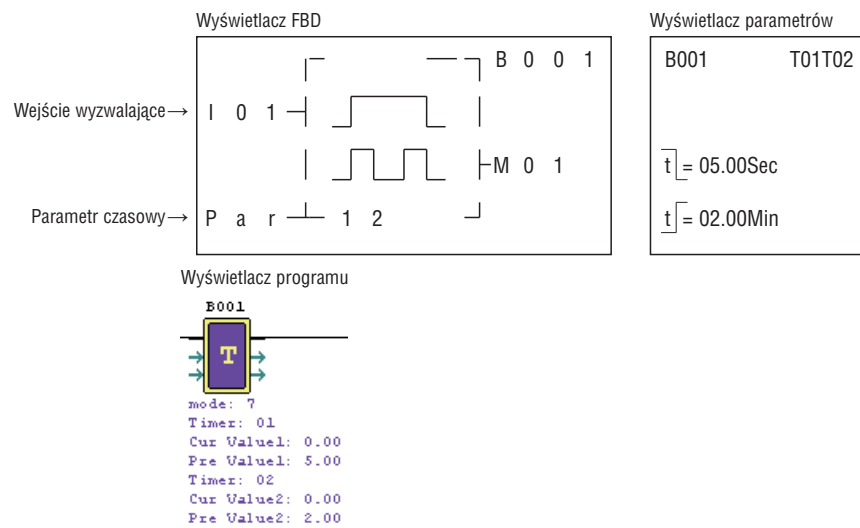 Wyświetlacz FBD
B 0 0 1
Wejście wyzwalające→
I 0 1
M 0 1
Parametr czasowy→
P a r
1 2
Wyświetlacz parametrów
B001 T01T02
t = 05.00Sec
t = 02.00Min
Wyświetlacz programu
B001
T
mode: 7
Timer: 01
Cur Value1: 0.00
Pre Value1: 5.00
Timer: 02
Cur Value2: 0.00
Pre Value2: 2.00